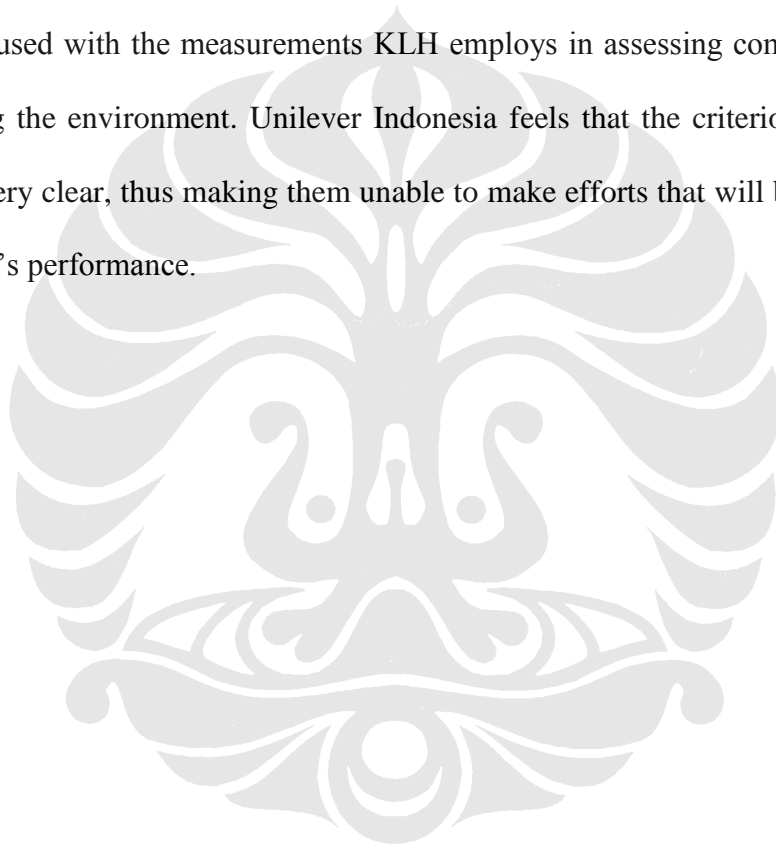 used with the measurements KLH employs in assessing con
g the environment. Unilever Indonesia feels that the criterio
ery clear, thus making them unable to make efforts that will b
’s performance.